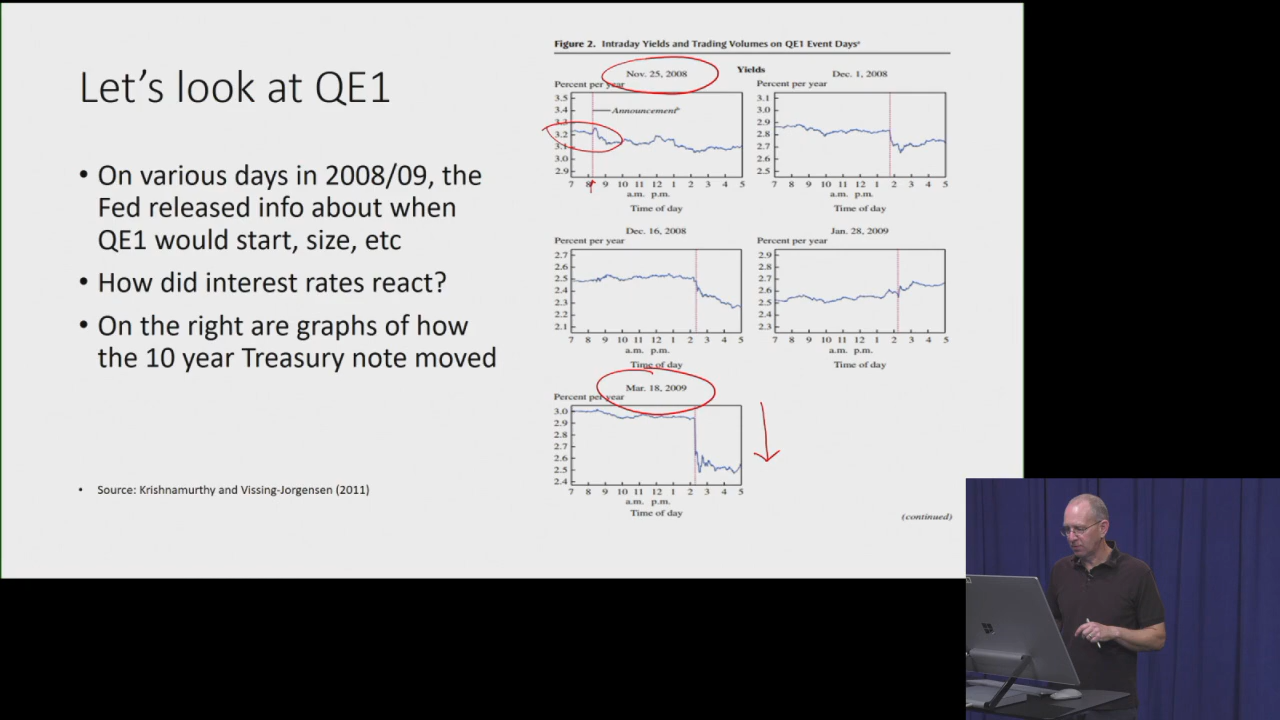 Let's look at QE1
• On various days in 2008/09, the
Fed released info about when
QE1 would start, size, etc
• How did interest rates react?
• On the right are graphs of how
the 10 year Treasury note moved
• Source: Krishnamurthy and Vissing-Jorgensen (2011)
Figure 2. Intraday Yields and Trading Volumes on QE1 Event Daysᵃ
Yields
Nov. 25, 2008
Percent per year
Announcementᵇ
3.5
3.4
3.3
3.2
3.1
3.0
2.9
7 8 9 10 11 12 1 2 3 4 5
a.m. p.m.
Time of day
Dec. 1, 2008
Percent per year
3.1
3.0
2.9
2.8
2.7
2.6
2.5
7 8 9 10 11 12 1 2 3 4 5
a.m. p.m.
Time of day
Dec. 16, 2008
Percent per year
2.7
2.6
2.5
2.4
2.3
2.2
2.1
7 8 9 10 11 12 1 2 3 4 5
a.m. p.m.
Time of day
Jan. 28, 2009
Percent per year
2.9
2.8
2.7
2.6
2.5
2.4
2.3
7 8 9 10 11 12 1 2 3 4 5
a.m. p.m.
Time of day
Mar. 18, 2009
Percent per year
3.0
2.9
2.8
2.7
2.6
2.5
2.4
7 8 9 10 11 12 1 2 3 4 5
a.m. p.m.
Time of day
(continued)